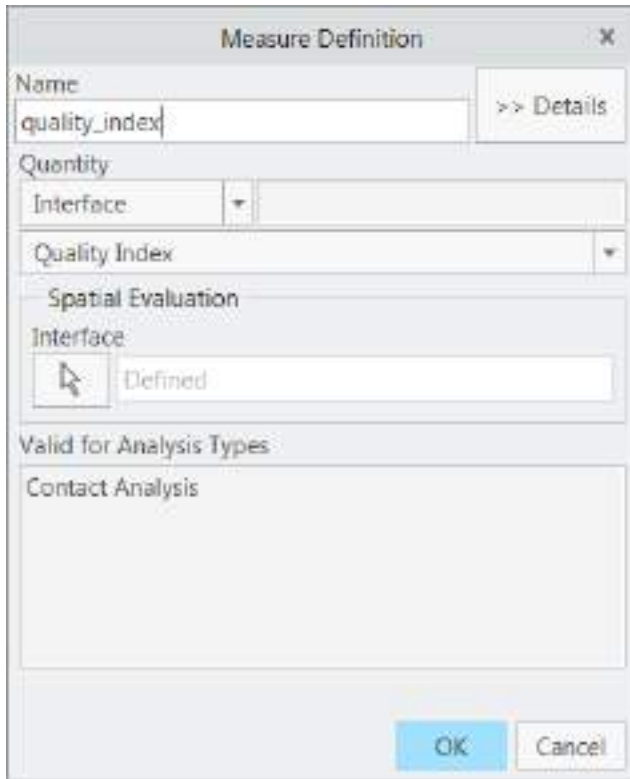 Measure Definition
Name
>> Details
quality_index
Quantity
Interface
Quality Index
Spatial Evaluation
Interface
Defined
Valid for Analysis Types
Contact Analysis
OK
Cancel